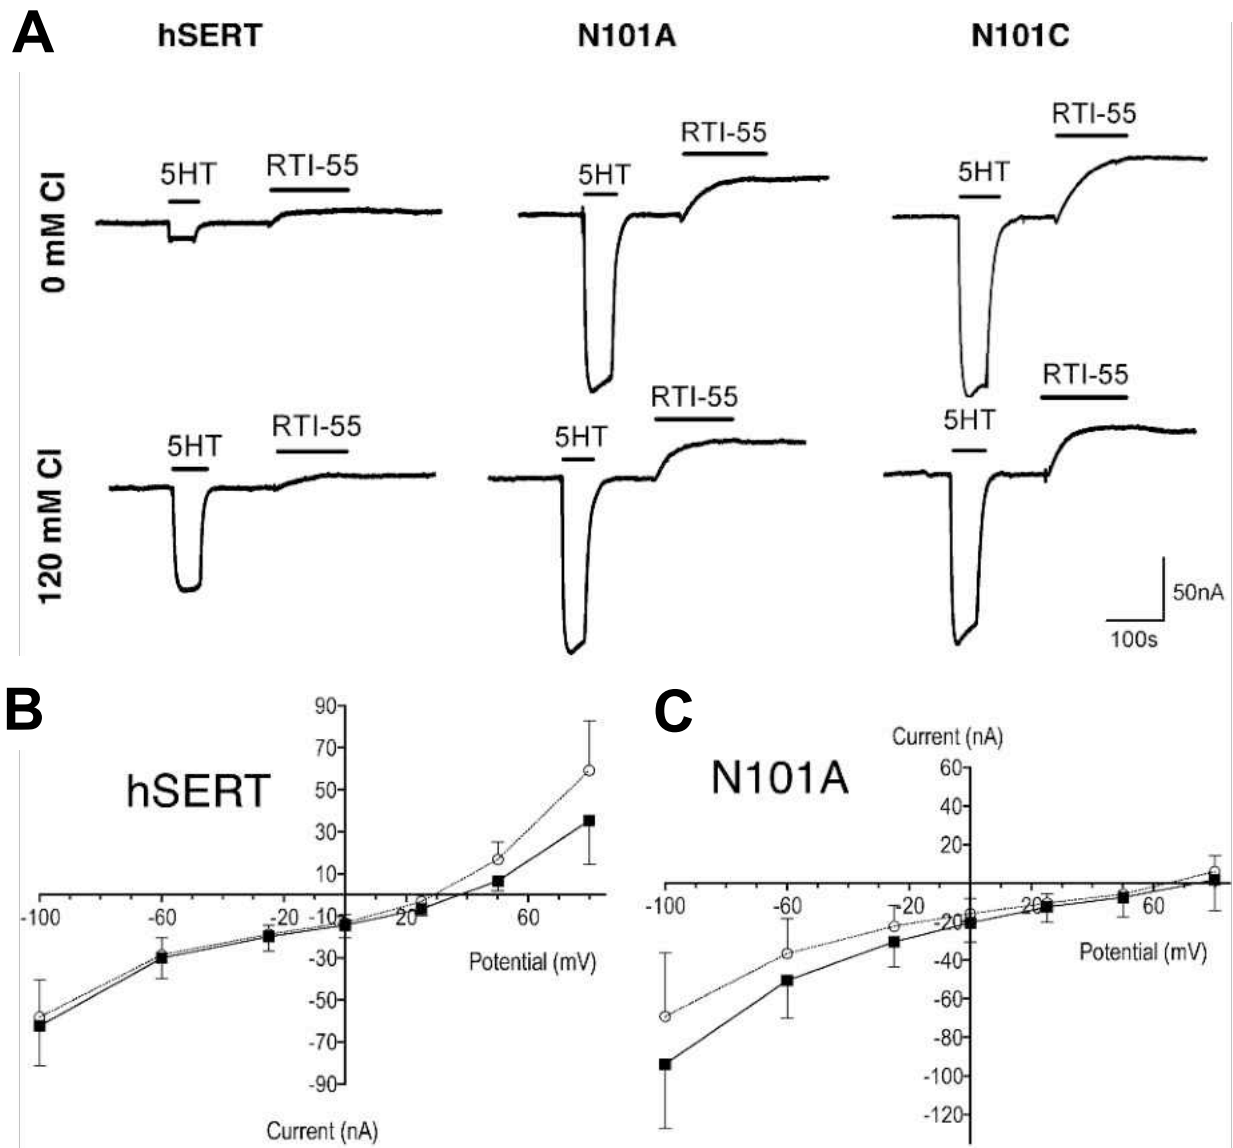 A
hSERT
N101A
N101C
0 mM Cl
5HT
RTI-55
5HT
RTI-55
5HT
RTI-55
120 mM Cl
5HT
RTI-55
5HT
RTI-55
5HT
RTI-55
50nA
100s
B
hSERT
90
70
50
30
10
-10
-30
-50
-70
-90
-100
-60
-20
20
60
Potential (mV)
Current (nA)
C
N101A
Current (nA)
60
40
20
-20
-40
-60
-80
-100
-120
-100
-60
-20
20
60
Potential (mV)